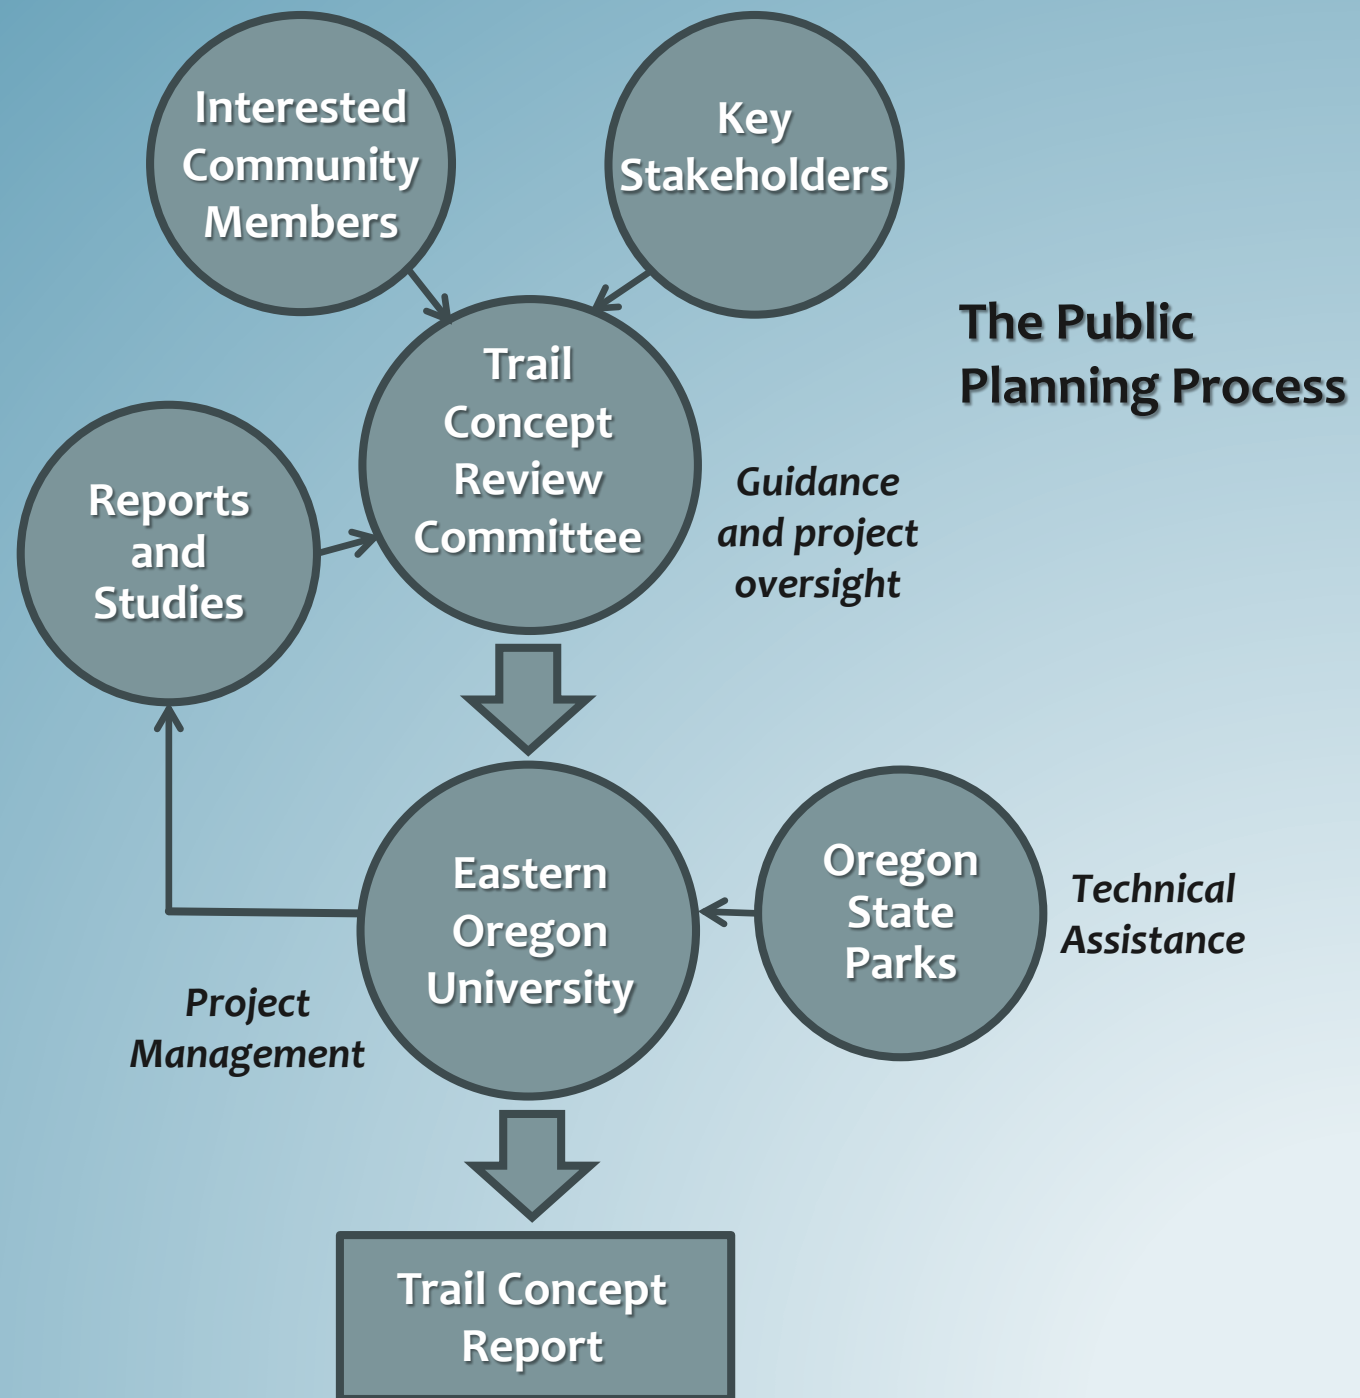 Interested
Community
Members
Key
Stakeholders
The Public
Planning Process
Trail
Concept
Review
Committee
Guidance
and project
oversight
Reports
and
Studies
Eastern
Oregon
University
Oregon
State
Parks
Technical
Assistance
Project
Management
Trail Concept
Report